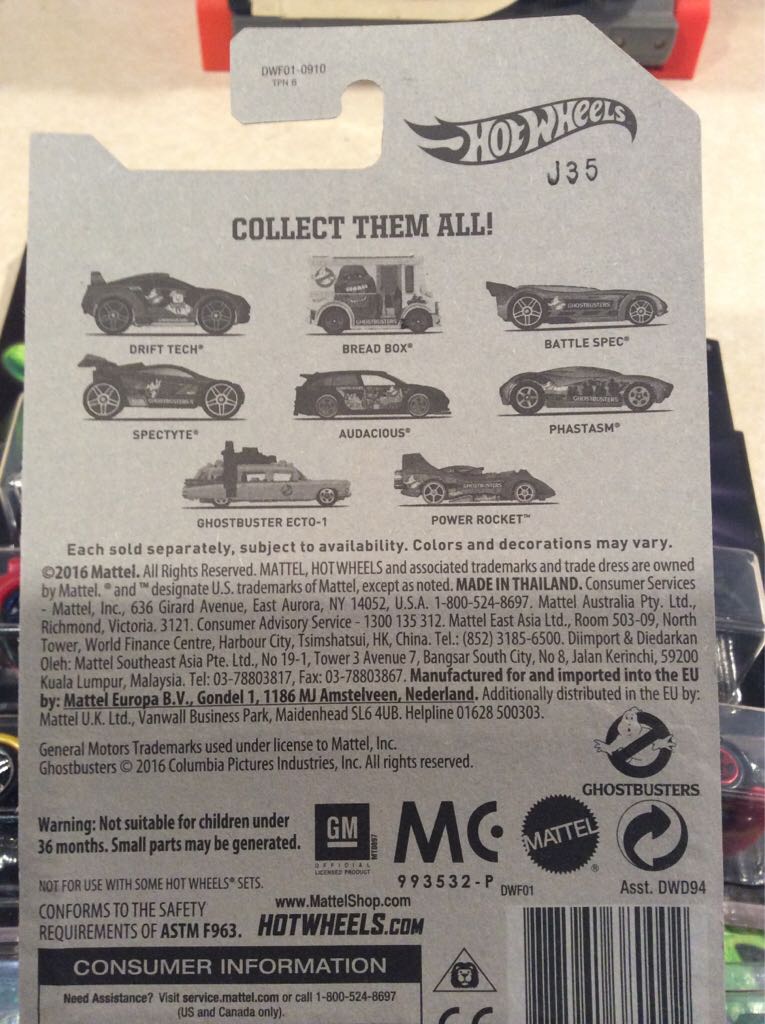 DWF01-0910
TPN 6
HOT WHEELS
J35
COLLECT THEM ALL!
GHOSTBUSTERS
GHOSTBUSTERS
DRIFT TECH®
BREAD BOX®
BATTLE SPEC®
GHOSTBUSTERS
GHOSTBUSTERS
SPECTYTE®
AUDACIOUS®
PHASTASM®
GHOSTBUSTERS
GHOSTBUSTER ECTO-1
POWER ROCKET™
Each sold separately, subject to availability. Colors and decorations may vary.
©2016 Mattel. All Rights Reserved. MATTEL, HOT WHEELS and associated trademarks and trade dress are owned
by Mattel. ® and ™ designate U.S. trademarks of Mattel, except as noted. MADE IN THAILAND. Consumer Services
- Mattel, Inc., 636 Girard Avenue, East Aurora, NY 14052, U.S.A. 1-800-524-8697. Mattel Australia Pty. Ltd.,
Richmond, Victoria. 3121. Consumer Advisory Service - 1300 135 312. Mattel East Asia Ltd., Room 503-09, North
Tower, World Finance Centre, Harbour City, Tsimshatsui, HK, China. Tel.: (852) 3185-6500. Diimport & Diedarkan
Oleh: Mattel Southeast Asia Pte. Ltd., No 19-1, Tower 3 Avenue 7, Bangsar South City, No 8, Jalan Kerinchi, 59200
Kuala Lumpur, Malaysia. Tel: 03-78803817, Fax: 03-78803867. Manufactured for and imported into the EU
by: Mattel Europa B.V., Gondel 1, 1186 MJ Amstelveen, Nederland. Additionally distributed in the EU by:
Mattel U.K. Ltd., Vanwall Business Park, Maidenhead SL6 4UB. Helpline 01628 500303.
General Motors Trademarks used under license to Mattel, Inc.
Ghostbusters © 2016 Columbia Pictures Industries, Inc. All rights reserved.
GHOSTBUSTERS
Warning: Not suitable for children under
36 months. Small parts may be generated.
GM
OFFICIAL
LICENSED PRODUCT
MC
993532-P
MATTEL®
DWF01
Asst. DWD94
NOT FOR USE WITH SOME HOT WHEELS® SETS.
CONFORMS TO THE SAFETY
REQUIREMENTS OF ASTM F963.
www.MattelShop.com
HOTWHEELS.COM
CONSUMER INFORMATION
Need Assistance? Visit service.mattel.com or call 1-800-524-8697
(US and Canada only).